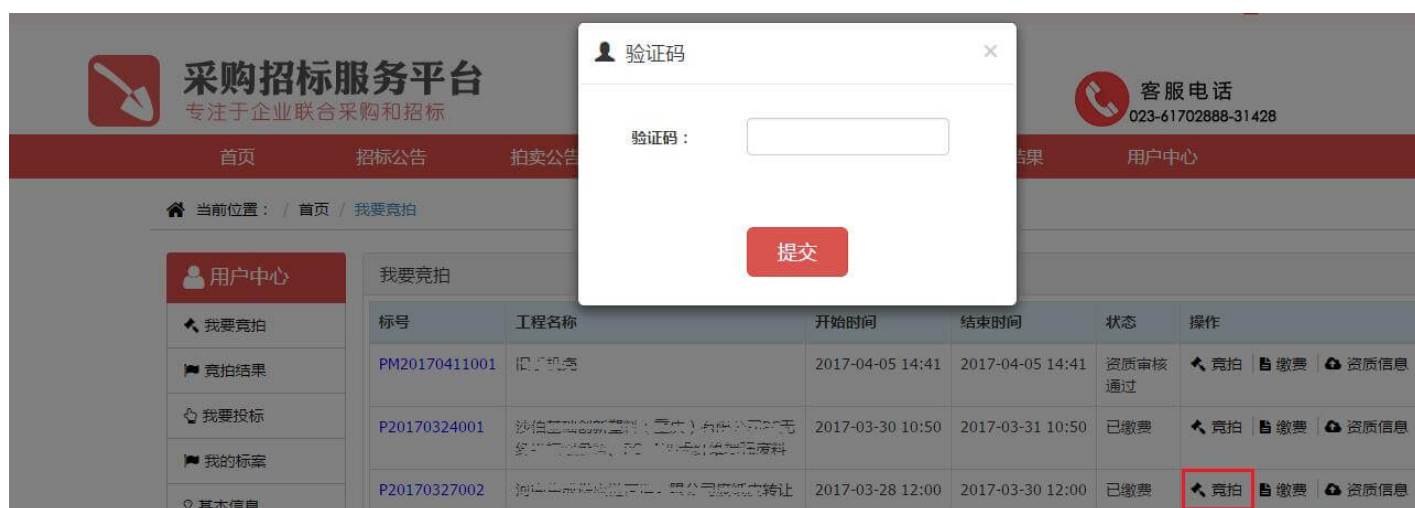 验证码
×
采购招标服务平台
专注于企业联合采购和招标
客服电话
023-61702888-31428
验证码：
首页 招标公告 拍卖公告 结果 用户中心
当前位置： / 首页 / 我要竞拍
提交
用户中心
我要竞拍
我要竞拍
竞拍结果
我要投标
我的标案
基本信息
标号 工程名称 开始时间 结束时间 状态 操作
PM20170411001 2017-04-05 14:41 2017-04-05 14:41 资质审核通过 竞拍 缴费 资质信息
P20170324001 2017-03-30 10:50 2017-03-31 10:50 已缴费 竞拍 缴费 资质信息
废料
P20170327002 转让 2017-03-28 12:00 2017-03-30 12:00 已缴费 竞拍 缴费 资质信息